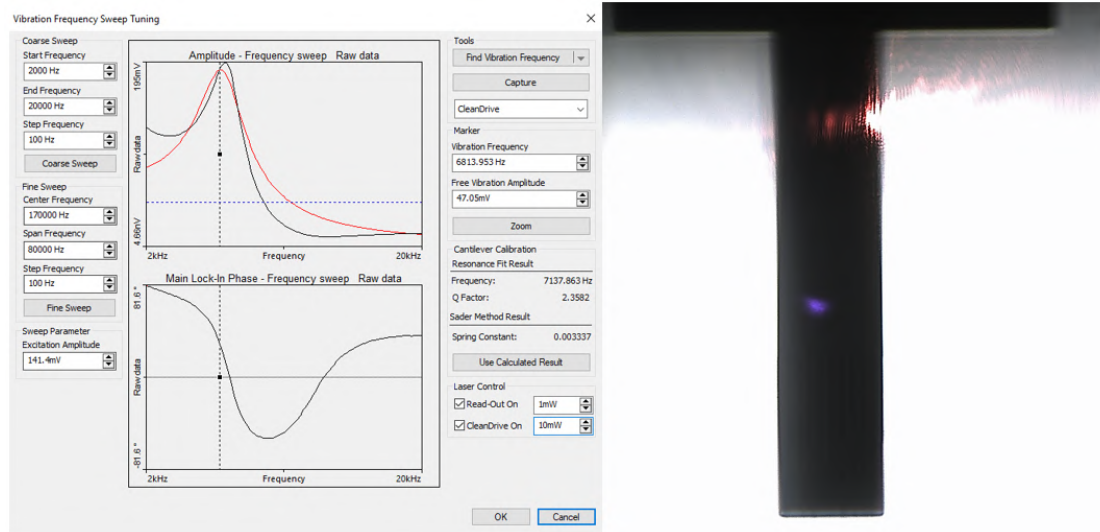 Vibration Frequency Sweep Tuning
Coarse Sweep
Start Frequency
2000 Hz
End Frequency
20000 Hz
Step Frequency
100 Hz
Coarse Sweep
Fine Sweep
Center Frequency
170000 Hz
Span Frequency
80000 Hz
Step Frequency
100 Hz
Fine Sweep
Sweep Parameter
Excitation Amplitude
141.4mV
Amplitude - Frequency sweep Raw data
195mV
Raw data
4.66mV
2kHz
Frequency
20kHz
Main Lock-In Phase - Frequency sweep Raw data
81.6 °
Raw data
-81.6 °
2kHz
Frequency
20kHz
Tools
Find Vibration Frequency
Capture
CleanDrive
Marker
Vibration Frequency
6813.953 Hz
Free Vibration Amplitude
47.05mV
Zoom
Cantilever Calibration
Resonance Fit Result
Frequency: 7137.863 Hz
Q Factor: 2.3582
Sader Method Result
Spring Constant: 0.003337
Use Calculated Result
Laser Control
Read-Out On 1mW
CleanDrive On 10mW
OK
Cancel